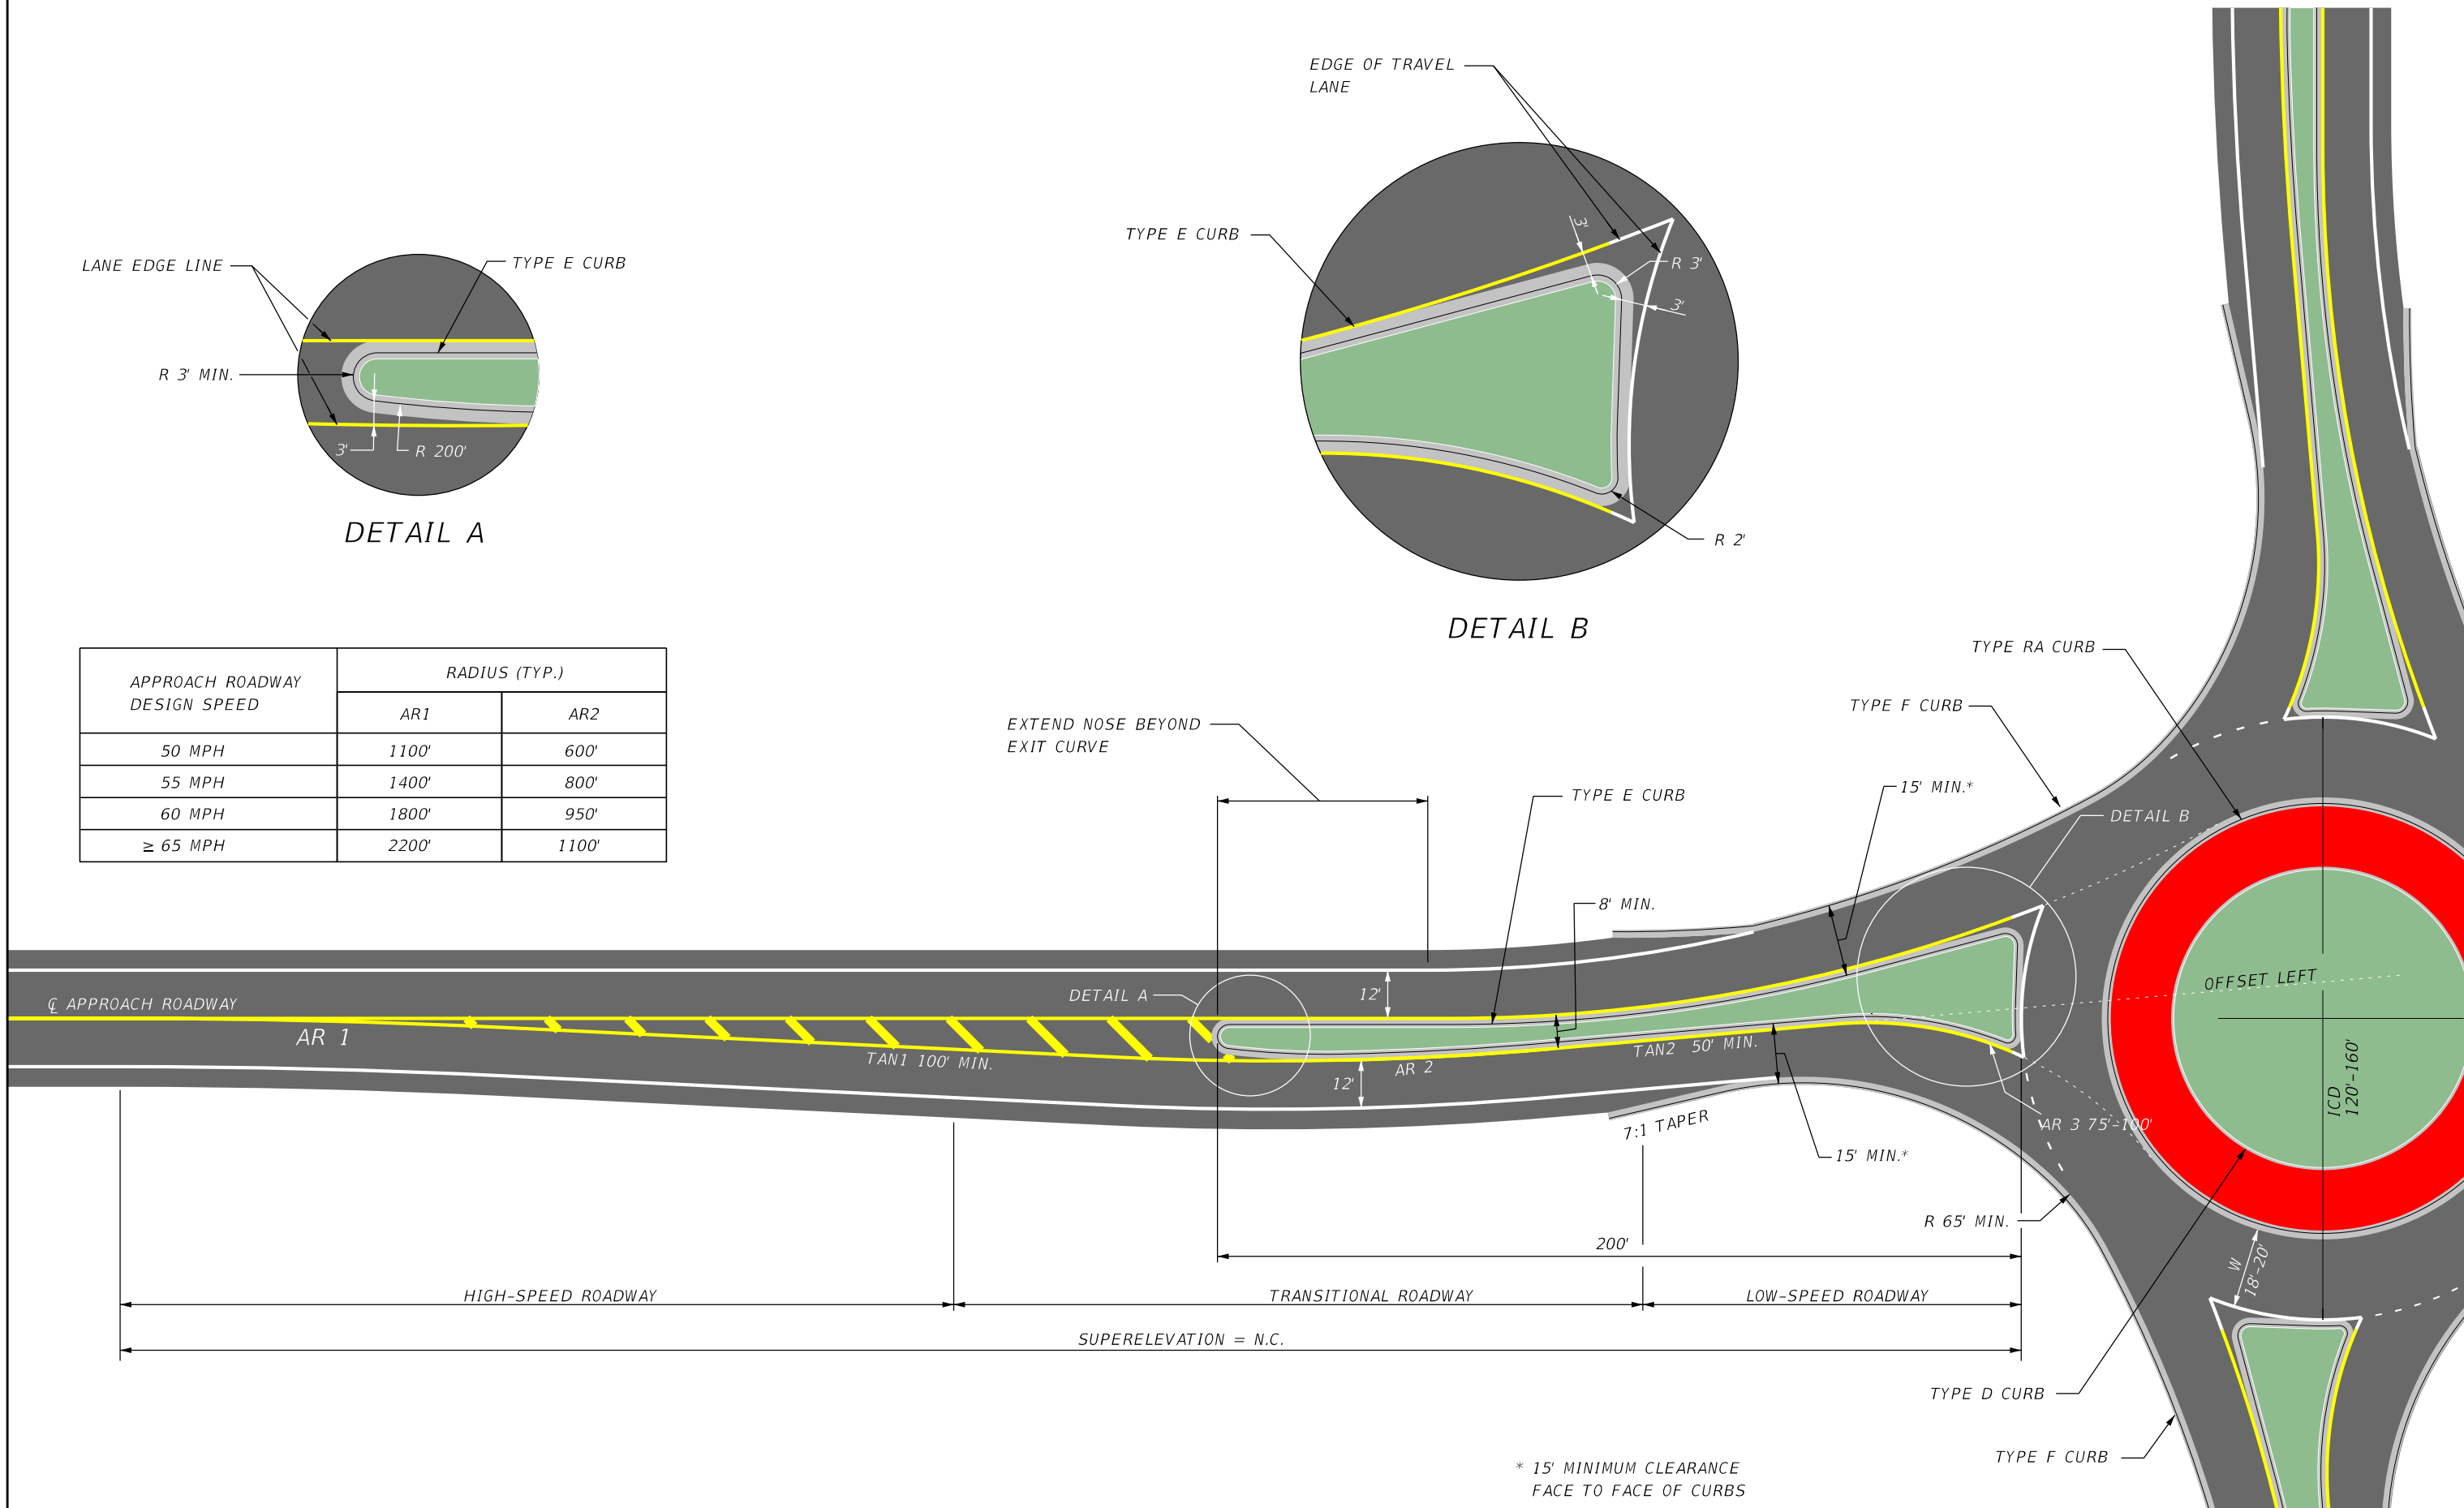 EDGE OF TRAVEL
LANE
TYPE E CURB
3'
R 3'
3'
R 2'
DETAIL B
LANE EDGE LINE
TYPE E CURB
R 3' MIN.
3'
R 200'
DETAIL A
APPROACH ROADWAY
DESIGN SPEED
RADIUS (TYP.)
AR1
AR2
50 MPH
1100'
600'
55 MPH
1400'
800'
60 MPH
1800'
950'
≥ 65 MPH
2200'
1100'
EXTEND NOSE BEYOND
EXIT CURVE
TYPE RA CURB
TYPE F CURB
TYPE E CURB
15' MIN.*
DETAIL B
8' MIN.
OFFSET LEFT
DETAIL A
12'
℄ APPROACH ROADWAY
AR 1
TAN1 100' MIN.
12'
AR 2
TAN2 50' MIN.
ICD
120'-160'
AR 3 75'-100'
7:1 TAPER
15' MIN.*
R 65' MIN.
200'
W
18'-20'
HIGH-SPEED ROADWAY
TRANSITIONAL ROADWAY
LOW-SPEED ROADWAY
SUPERELEVATION = N.C.
TYPE D CURB
TYPE F CURB
* 15' MINIMUM CLEARANCE
FACE TO FACE OF CURBS